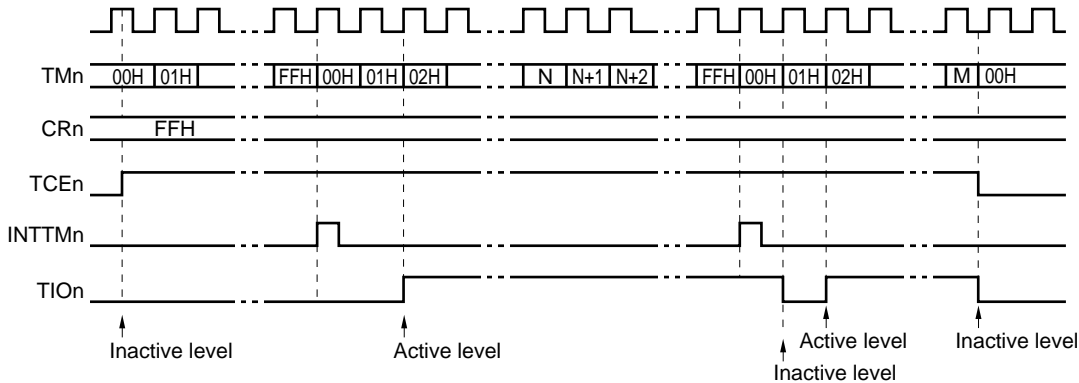 TMn 00H 01H FFH 00H 01H 02H N N+1 N+2 FFH 00H 01H 02H M 00H
CRn FFH
TCEn
INTTMn
TIOn
Inactive level Active level Active level Inactive level
Inactive level